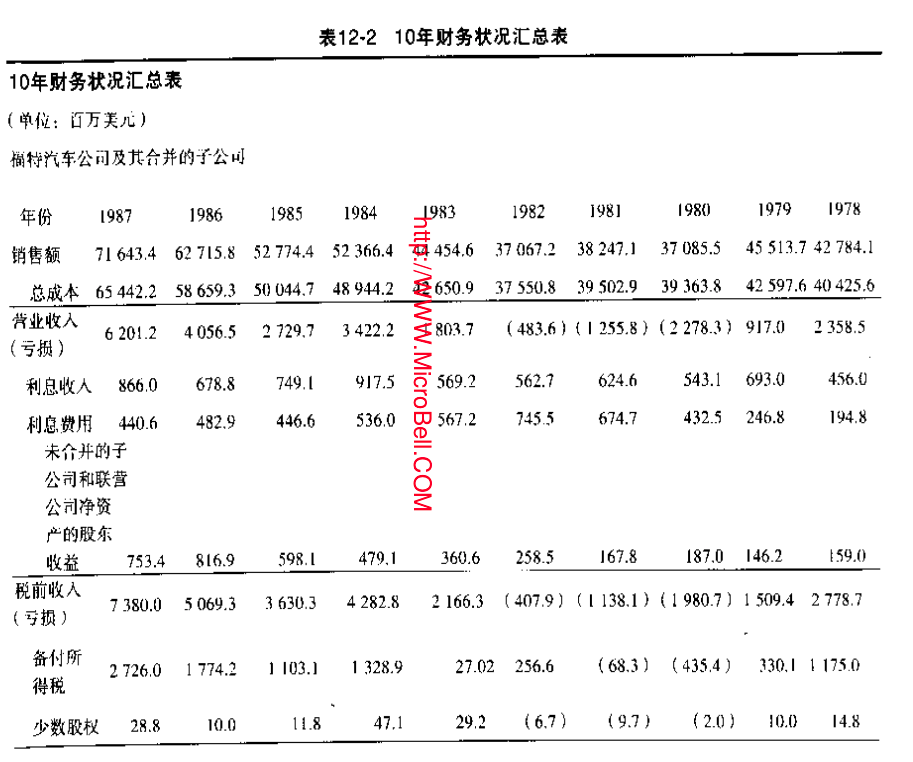 表12-2 10年财务状况汇总表
10年财务状况汇总表
(单位：百万美元)
福特汽车公司及其合并的子公司
年份 1987 1986 1985 1984 1983 1982 1981 1980 1979 1978
销售额 71 643.4 62 715.8 52 774.4 52 366.4 44 454.6 37 067.2 38 247.1 37 085.5 45 513.7 42 784.1
总成本 65 442.2 58 659.3 50 044.7 48 944.2 42 650.9 37 550.8 39 502.9 39 363.8 42 597.6 40 425.6
营业收入
(亏损) 6 201.2 4 056.5 2 729.7 3 422.2 1 803.7 (483.6) (1 255.8) (2 278.3) 917.0 2 358.5
利息收入 866.0 678.8 749.1 917.5 569.2 562.7 624.6 543.1 693.0 456.0
利息费用 440.6 482.9 446.6 536.0 567.2 745.5 674.7 432.5 246.8 194.8
未合并的子
公司和联营
公司净资
产的股东
收益 753.4 816.9 598.1 479.1 360.6 258.5 167.8 187.0 146.2 159.0
税前收入
(亏损) 7 380.0 5 069.3 3 630.3 4 282.8 2 166.3 (407.9) (1 138.1) (1 980.7) 1 509.4 2 778.7
备付所
得税 2 726.0 1 774.2 1 103.1 1 328.9 27.02 256.6 (68.3) (435.4) 330.1 1 175.0
少数股权 28.8 10.0 11.8 47.1 29.2 (6.7) (9.7) (2.0) 10.0 14.8
http://WWW.MicroBell.COM